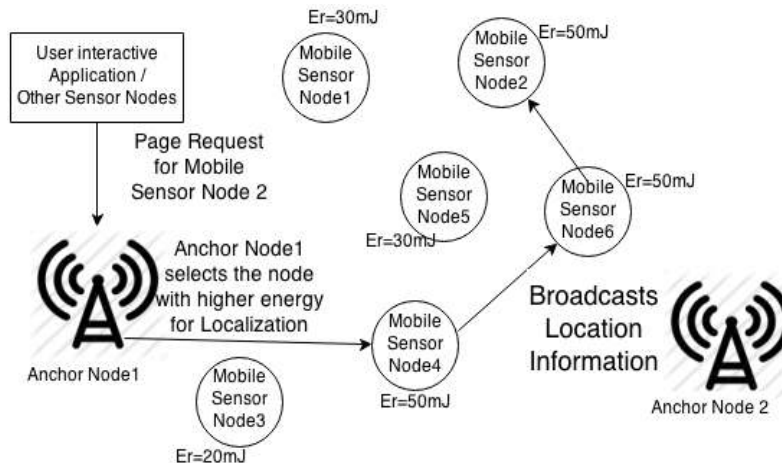 Er=30mJ
User interactive
Application /
Other Sensor Nodes
Mobile
Sensor
Node1
Er=50mJ
Mobile
Sensor
Node2
Page Request
for Mobile
Sensor Node 2
Mobile
Sensor
Node5
Er=30mJ
Er=50mJ
Mobile
Sensor
Node6
Anchor Node1
selects the node
with higher energy
for Localization
Broadcasts
Location
Information
Anchor Node1
Mobile
Sensor
Node4
Er=50mJ
Mobile
Sensor
Node3
Er=20mJ
Anchor Node 2